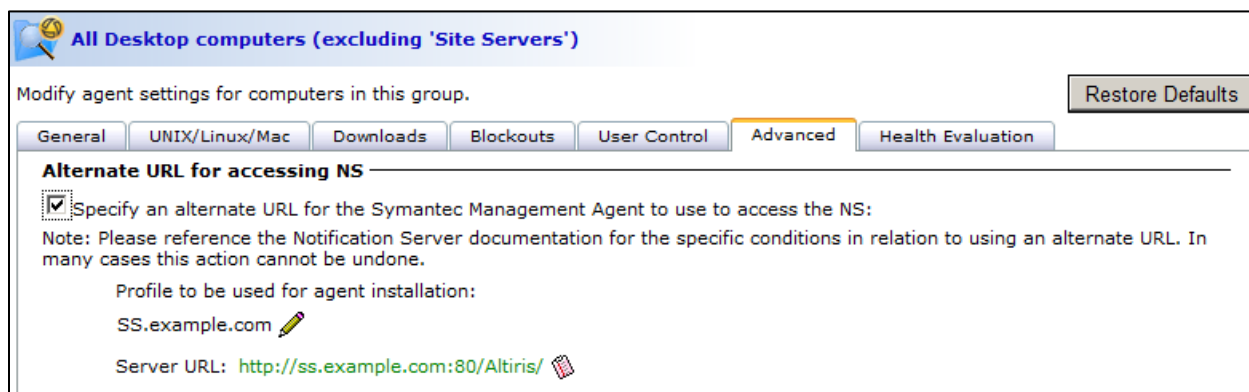 All Desktop computers (excluding 'Site Servers')
Modify agent settings for computers in this group.
Restore Defaults
General UNIX/Linux/Mac Downloads Blockouts User Control Advanced Health Evaluation
Alternate URL for accessing NS
Specify an alternate URL for the Symantec Management Agent to use to access the NS:
Note: Please reference the Notification Server documentation for the specific conditions in relation to using an alternate URL. In
many cases this action cannot be undone.
Profile to be used for agent installation:
SS.example.com
Server URL: http://ss.example.com:80/Altiris/